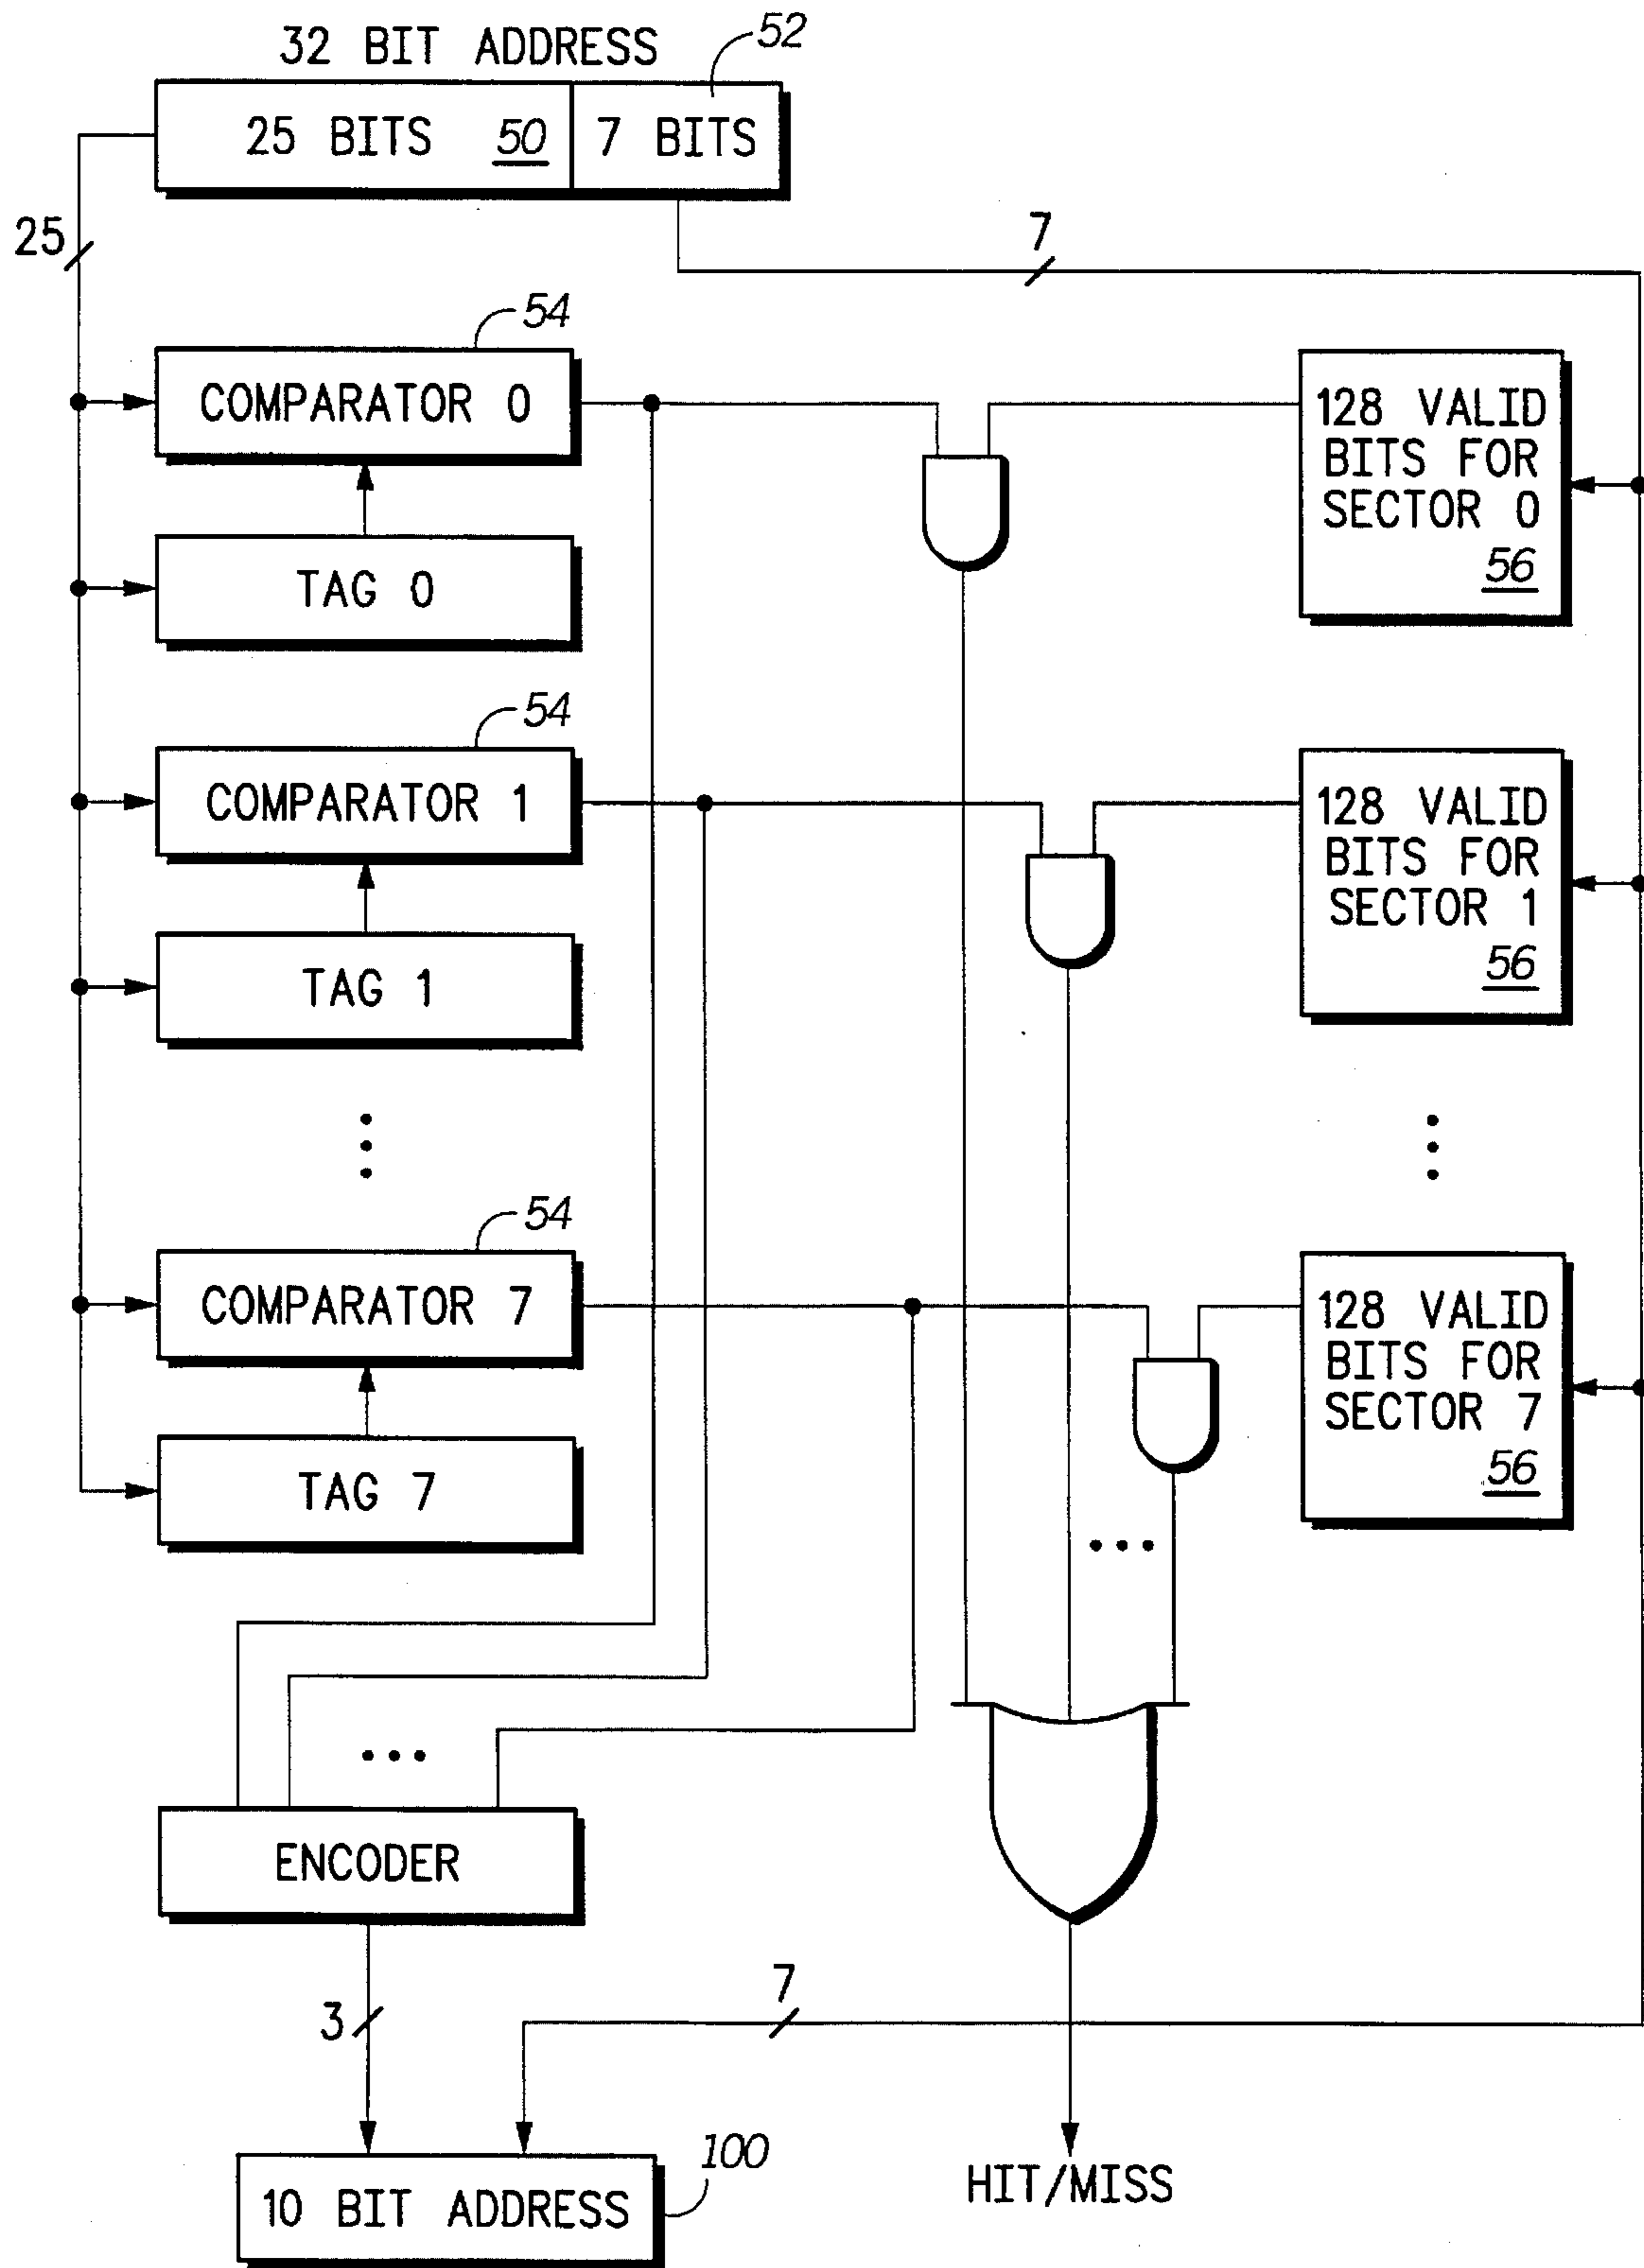 32 BIT ADDRESS
52
25 BITS 50 7 BITS
25
7
54
COMPARATOR 0
128 VALID
BITS FOR
SECTOR 0
56
TAG 0
54
COMPARATOR 1
128 VALID
BITS FOR
SECTOR 1
56
TAG 1
54
COMPARATOR 7
128 VALID
BITS FOR
SECTOR 7
56
TAG 7
ENCODER
3
7
10 BIT ADDRESS
100
HIT/MISS